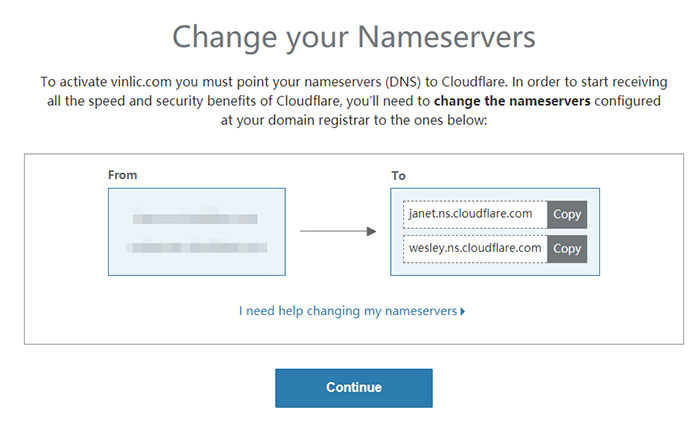 Change your Nameservers
To activate vinlic.com you must point your nameservers (DNS) to Cloudflare. In order to start receiving
all the speed and security benefits of Cloudflare, you'll need to change the nameservers configured
at your domain registrar to the ones below:
From
To
janet.ns.cloudflare.com Copy
wesley.ns.cloudflare.com Copy
I need help changing my nameservers
Continue